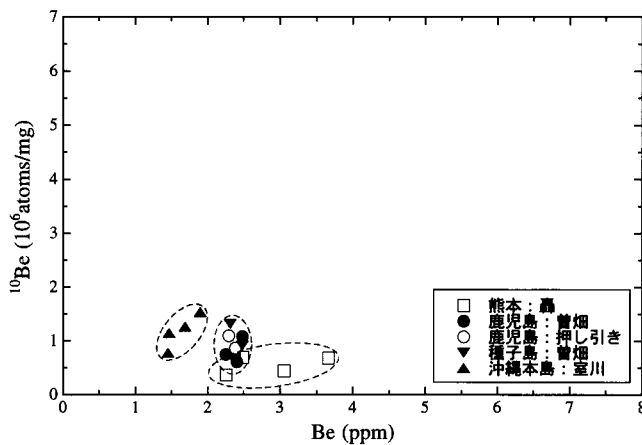 7
6
5
4
3
2
1
0
¹⁰Be (10⁶atoms/mg)
0 1 2 3 4 5 6 7 8
Be (ppm)
□ 熊本：轟
● 鹿児島：曽畑
○ 鹿児島：押し引き
▼ 種子島：曽畑
▲ 沖縄本島：室川